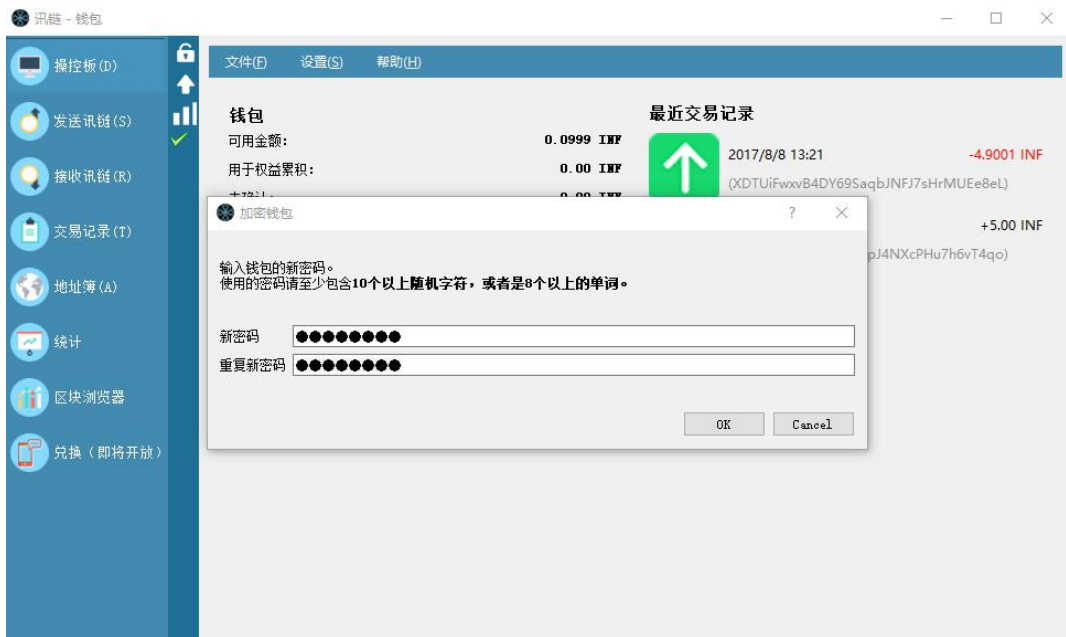 讯链 - 钱包
操控板(D)
发送讯链(S)
接收讯链(R)
交易记录(T)
地址簿(A)
统计
区块浏览器
兑换（即将开放）
文件(F)
设置(S)
帮助(H)
钱包
可用金额:
0.0999 INF
用于权益累积:
0.00 INF
0.00 INF
最近交易记录
2017/8/8 13:21
-4.9001 INF
(XDTUiFwxvB4DY69SaqbJNFJ7sHrMUEe8eL)
+5.00 INF
pJ4NXcPHu7h6vT4qo)
加密钱包
?
输入钱包的新密码。
使用的密码请至少包含10个以上随机字符，或者是8个以上的单词。
新密码
重复新密码
OK
Cancel